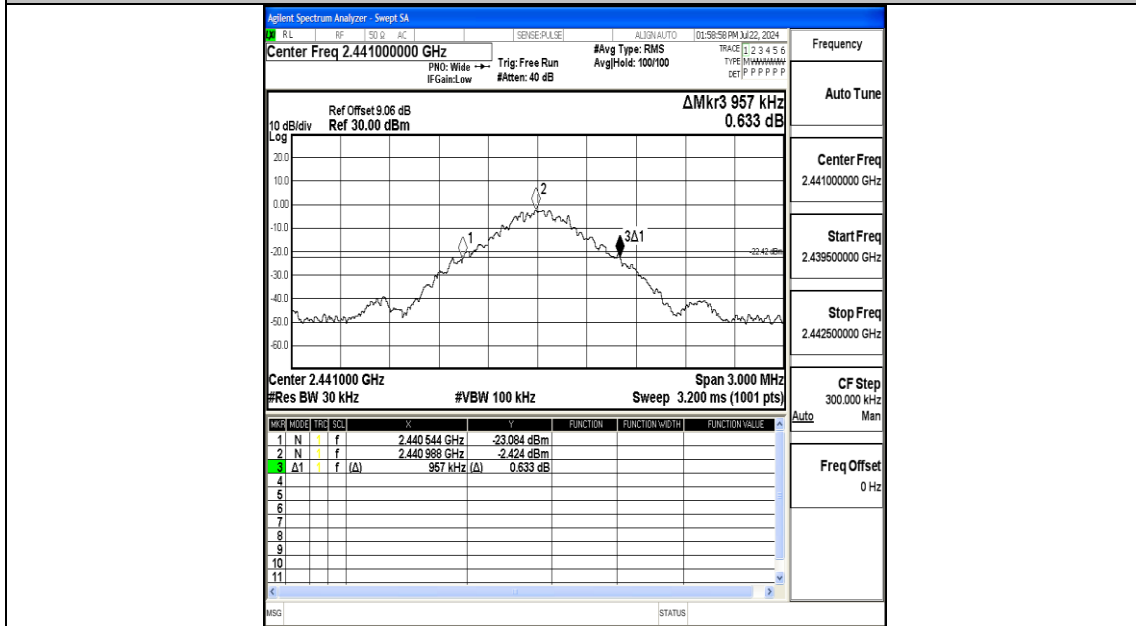 Agilent Spectrum Analyzer - Swept SA
RL RF 50 Ω AC SENSE:PULSE ALIGN AUTO 01:58:58 PM Jul 22, 2024
Center Freq 2.441000000 GHz
PNO: Wide
IFGain:Low
Trig: Free Run
#Atten: 40 dB
#Avg Type: RMS
Avg|Hold: 100/100
TRACE 1 2 3 4 5 6
TYPE MWWWWW
DET P P P P P P
Frequency
Auto Tune
Center Freq
2.441000000 GHz
Start Freq
2.439500000 GHz
Stop Freq
2.442500000 GHz
CF Step
300.000 kHz
Auto Man
Freq Offset
0 Hz
Ref Offset 9.06 dB
10 dB/div Ref 30.00 dBm
Log
ΔMkr3 957 kHz
0.633 dB
20.0
10.0
0.00
-10.0
-20.0
-30.0
-40.0
-50.0
-60.0
2
1
3Δ1
-22.42 dBm
Center 2.441000 GHz Span 3.000 MHz
#Res BW 30 kHz #VBW 100 kHz Sweep 3.200 ms (1001 pts)
MKR MODE TRC SCL X Y FUNCTION FUNCTION WIDTH FUNCTION VALUE
1 N 1 f 2.440 544 GHz -23.084 dBm
2 N 1 f 2.440 988 GHz -2.424 dBm
3 Δ1 1 f (Δ) 957 kHz (Δ) 0.633 dB
4
5
6
7
8
9
10
11
MSG STATUS